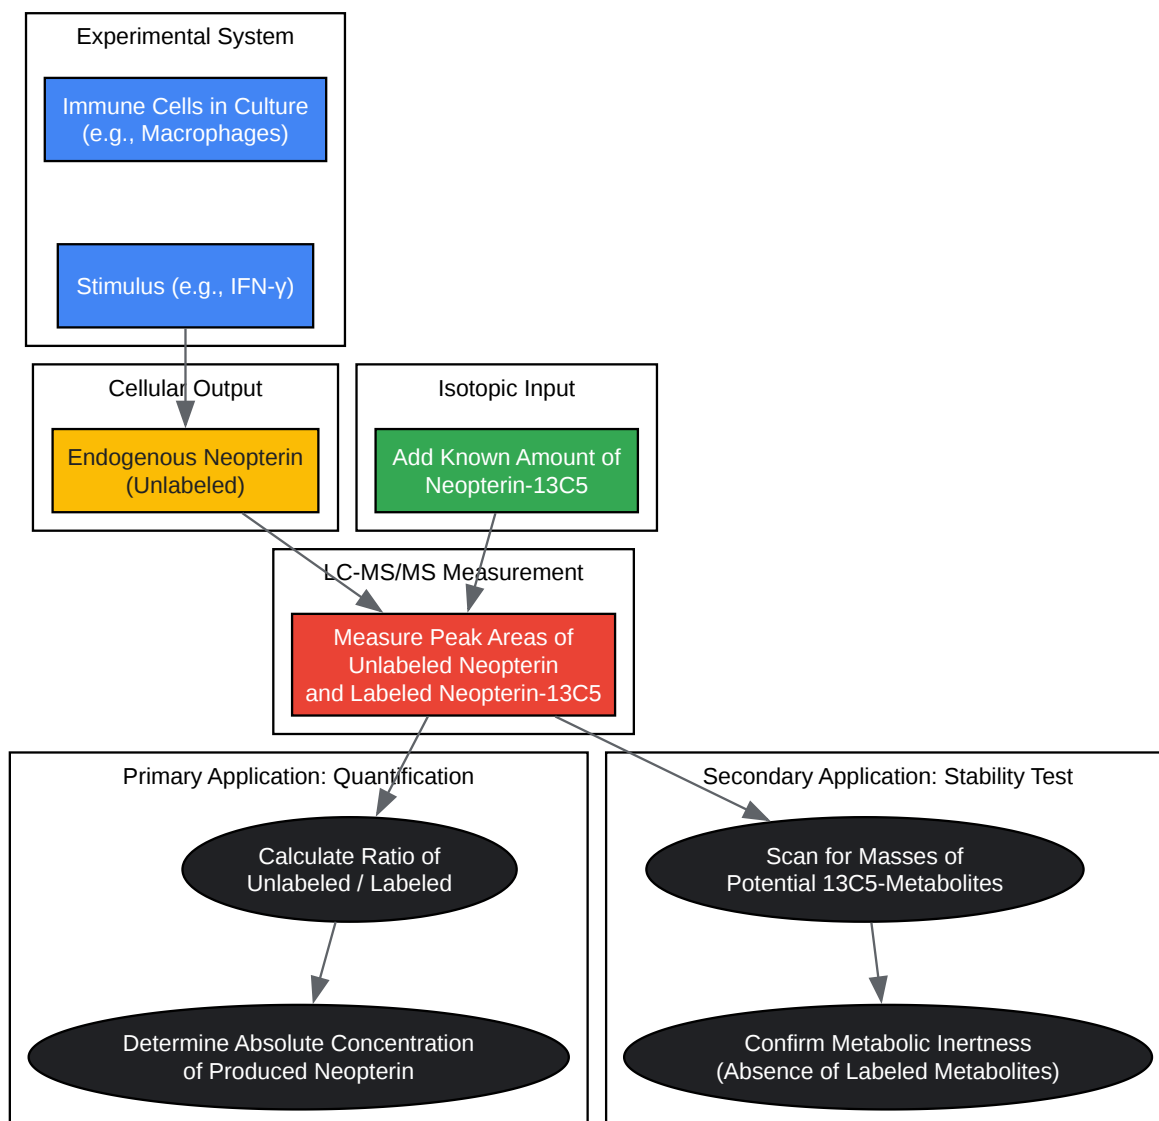 Experimental System
Immune Cells in Culture
(e.g., Macrophages)
Stimulus (e.g., IFN-γ)
Cellular Output
Endogenous Neopterin
(Unlabeled)
Isotopic Input
Add Known Amount of
Neopterin-13C5
LC-MS/MS Measurement
Measure Peak Areas of
Unlabeled Neopterin
and Labeled Neopterin-13C5
Primary Application: Quantification
Calculate Ratio of
Unlabeled / Labeled
Determine Absolute Concentration
of Produced Neopterin
Secondary Application: Stability Test
Scan for Masses of
Potential 13C5-Metabolites
Confirm Metabolic Inertness
(Absence of Labeled Metabolites)